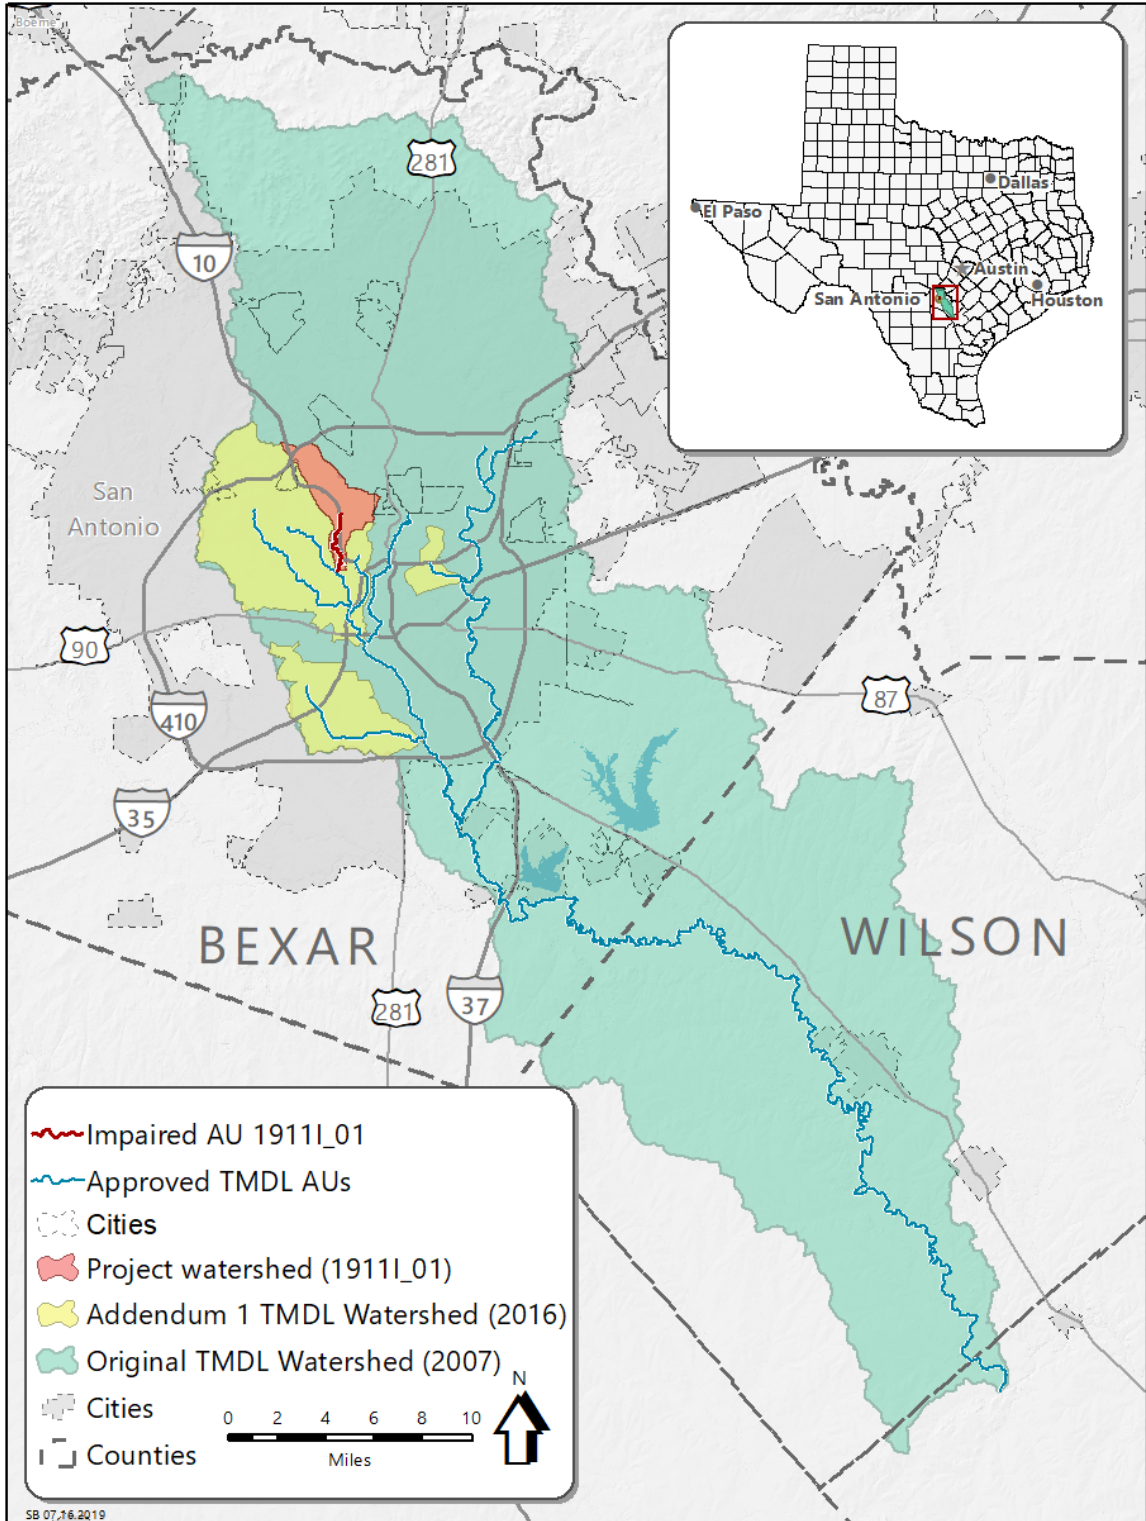 Boerne
281
10
Dallas
El Paso
Austin
San Antonio
Houston
San
Antonio
90
87
410
35
BEXAR
WILSON
281
37
Impaired AU 1911I_01
Approved TMDL AUs
Cities
Project watershed (1911I_01)
Addendum 1 TMDL Watershed (2016)
Original TMDL Watershed (2007)
N
Cities
0 2 4 6 8 10
Counties
Miles
SB 07.16.2019